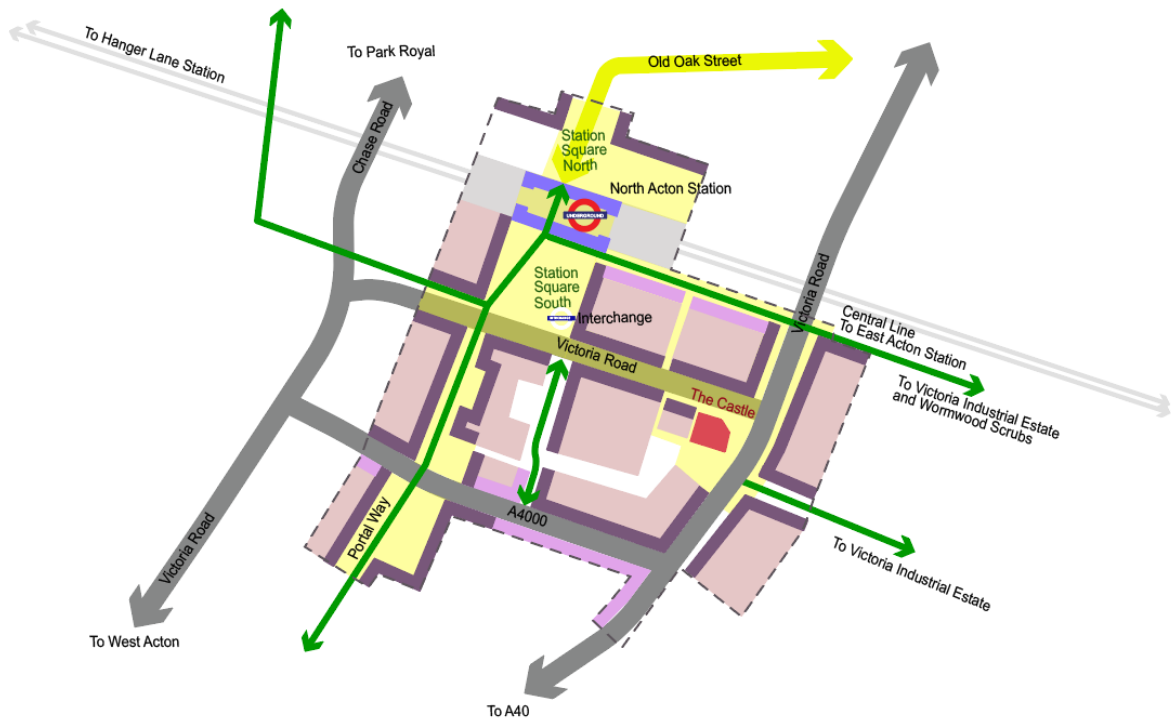 To Hanger Lane Station
To Park Royal
Old Oak Street
Chase Road
Station
Square
North
North Acton Station
UNDERGROUND
Victoria Road
Station
Square
South
Interchange
Central Line
To East Acton Station
Victoria Road
To Victoria Industrial Estate
and Wormwood Scrubs
The Castle
A4000
Portal Way
Victoria Road
To Victoria Industrial Estate
To West Acton
To A40